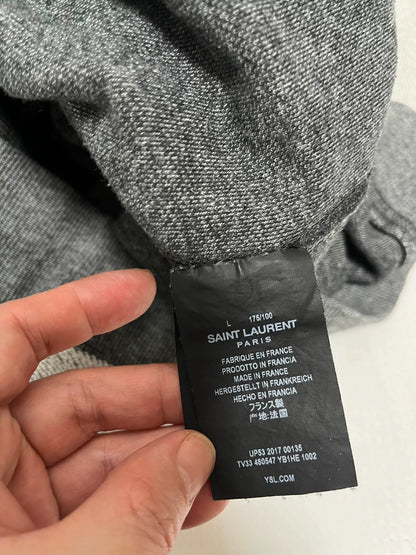 L 175/100
SAINT LAURENT
PARIS
FABRIQUE EN FRANCE
PRODOTTO IN FRANCIA
MADE IN FRANCE
HERGESTELLT IN FRANKREICH
HECHO EN FRANCIA
フランス製
产地:法国
UP53 2017 00135
TV33 460547 YB1HE 1002
YSL.COM